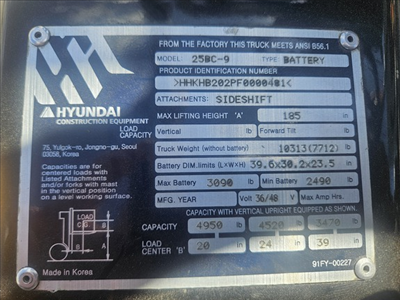 FROM THE FACTORY THIS TRUCK MEETS ANSI B56.1
MODEL 25BC-9 TYPE BATTERY
PRODUCT IDENTIFICATION NUMBER
>HHKHB202PF0000481<
ATTACHMENTS: SIDESHIFT
HYUNDAI
CONSTRUCTION EQUIPMENT
75, Yulgok-ro, Jongno-gu, Seoul
03058, Korea
Capacities are for
centered loads with
Listed Attachments
and/or forks with mast
in the vertical position
on a level working surface.
LOAD
C.G
B
A
B
Made in Korea
MAX LIFTING HEIGHT 'A' 185 in
LOAD
CAPACITY
Vertical lb Forward Tilt lb
Truck Weight (without battery) 10313(7712) lb
Battery DIM.limits (L×W×H) 39.6x30.2x23.5 in
Max Battery 3090 lb Min Battery 2490 lb
MFG. YEAR Volt 36/48 V Max Amp Hrs.
CAPACITY WITH VERTICAL UPRIGHT EQUIPPED AS SHOWN.
CAPACITY 4950 lb 4520 lb 3470 lb
LOAD
CENTER 'B' 20 in 24 in 39 in
91FY-00227